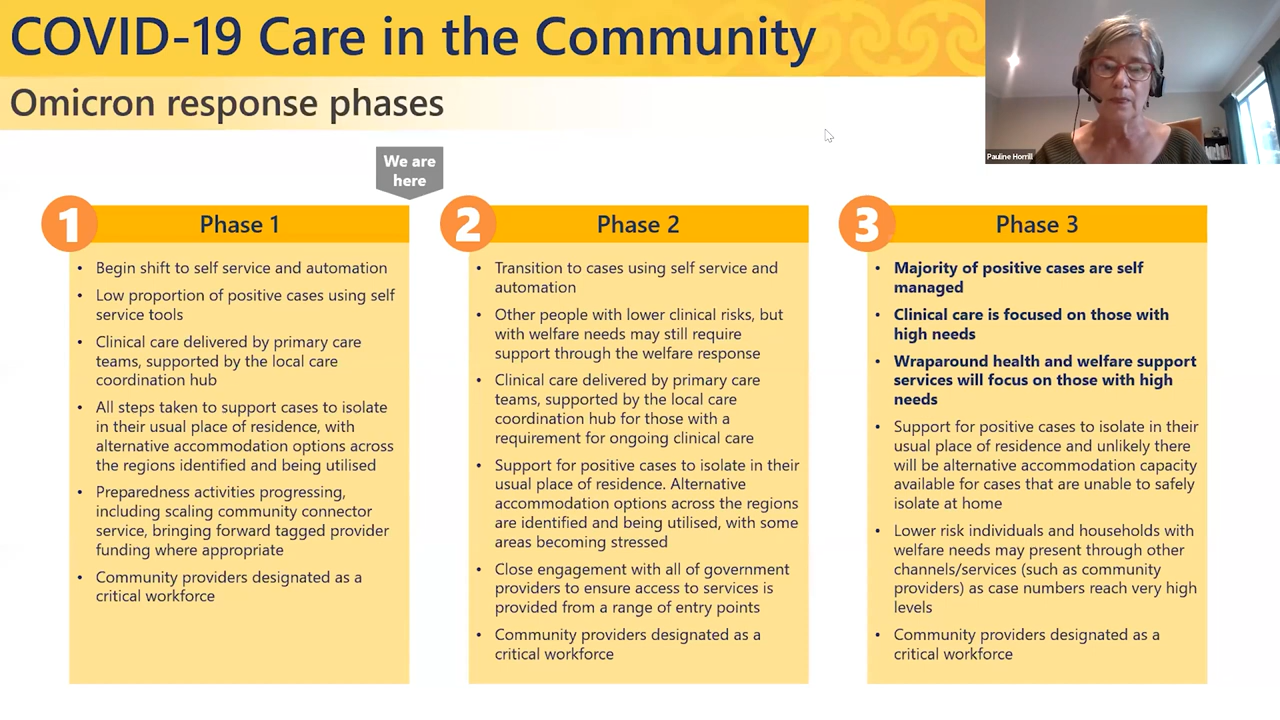 COVID-19 Care in the Community
Omicron response phases
Pauline Horrill
We are
here
1
Phase 1
• Begin shift to self service and automation
• Low proportion of positive cases using self
service tools
• Clinical care delivered by primary care
teams, supported by the local care
coordination hub
• All steps taken to support cases to isolate
in their usual place of residence, with
alternative accommodation options across
the regions identified and being utilised
• Preparedness activities progressing,
including scaling community connector
service, bringing forward tagged provider
funding where appropriate
• Community providers designated as a
critical workforce
2
Phase 2
• Transition to cases using self service and
automation
• Other people with lower clinical risks, but
with welfare needs may still require
support through the welfare response
• Clinical care delivered by primary care
teams, supported by the local care
coordination hub for those with a
requirement for ongoing clinical care
• Support for positive cases to isolate in their
usual place of residence. Alternative
accommodation options across the regions
are identified and being utilised, with some
areas becoming stressed
• Close engagement with all of government
providers to ensure access to services is
provided from a range of entry points
• Community providers designated as a
critical workforce
3
Phase 3
• Majority of positive cases are self
managed
• Clinical care is focused on those with
high needs
• Wraparound health and welfare support
services will focus on those with high
needs
• Support for positive cases to isolate in their
usual place of residence and unlikely there
will be alternative accommodation capacity
available for cases that are unable to safely
isolate at home
• Lower risk individuals and households with
welfare needs may present through other
channels/services (such as community
providers) as case numbers reach very high
levels
• Community providers designated as a
critical workforce